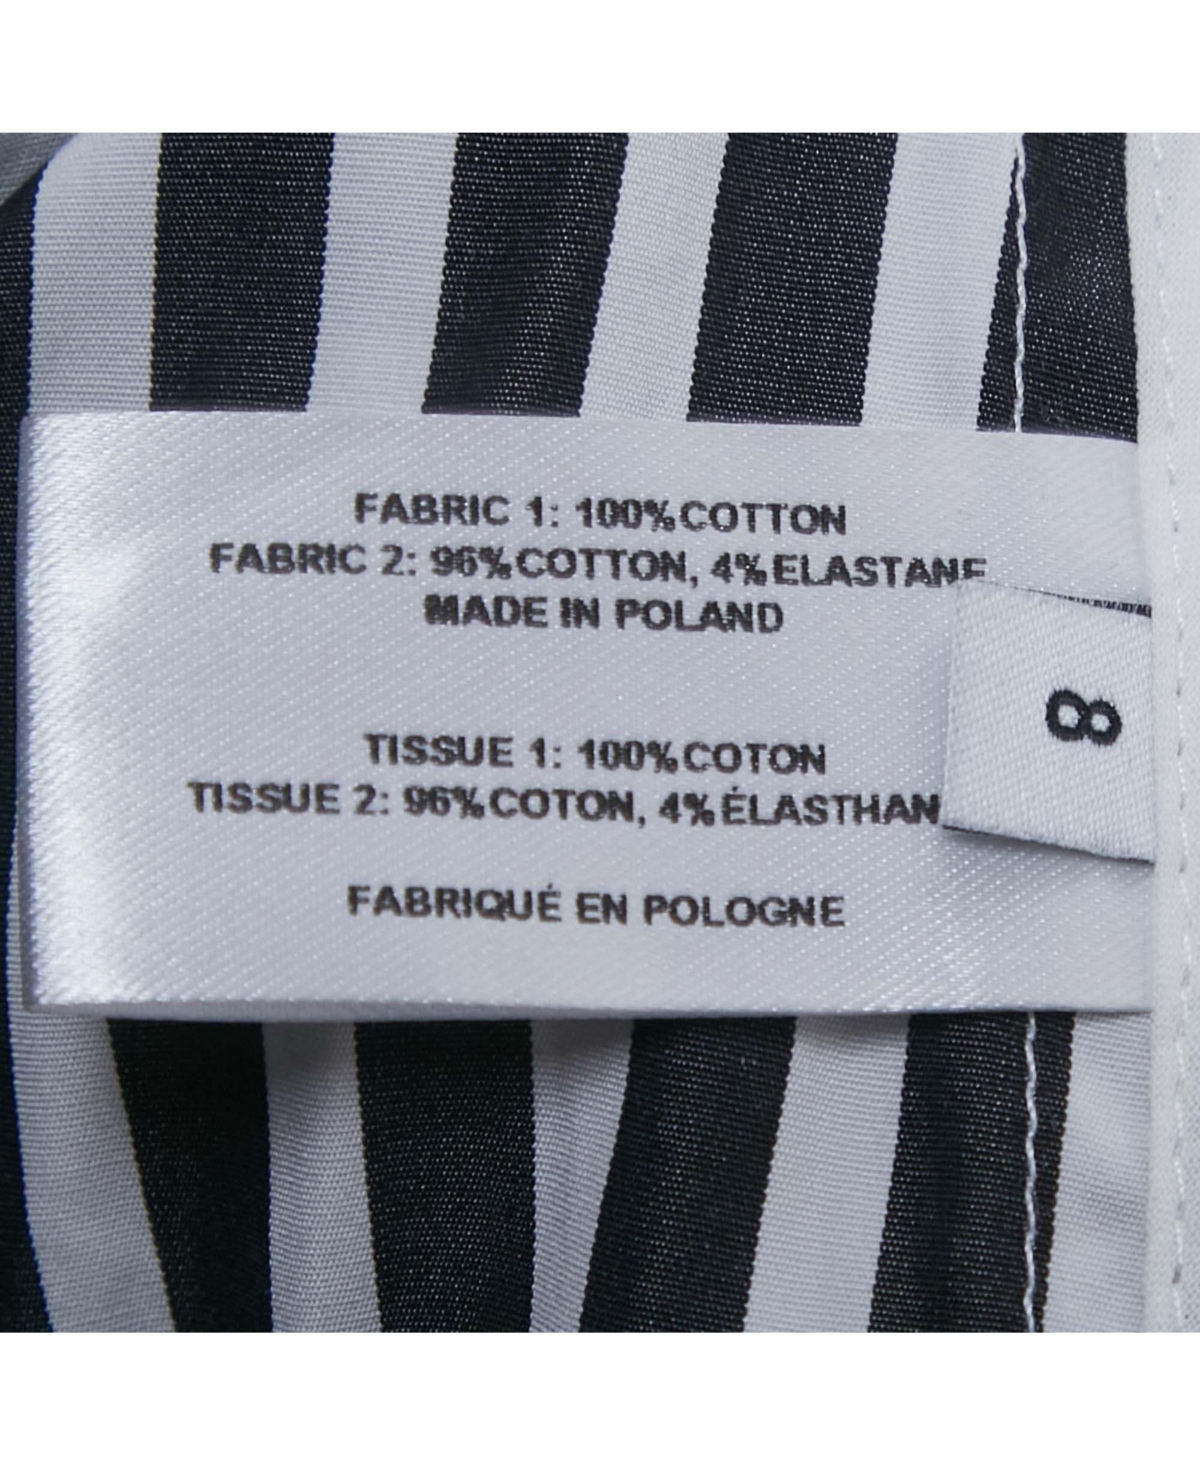 FABRIC 1: 100%COTTON
FABRIC 2: 96%COTTON, 4%ELASTANE
MADE IN POLAND
8
TISSUE 1: 100%COTON
TISSUE 2: 96%COTON, 4%ÉLASTHAN
FABRIQUÉ EN POLOGNE